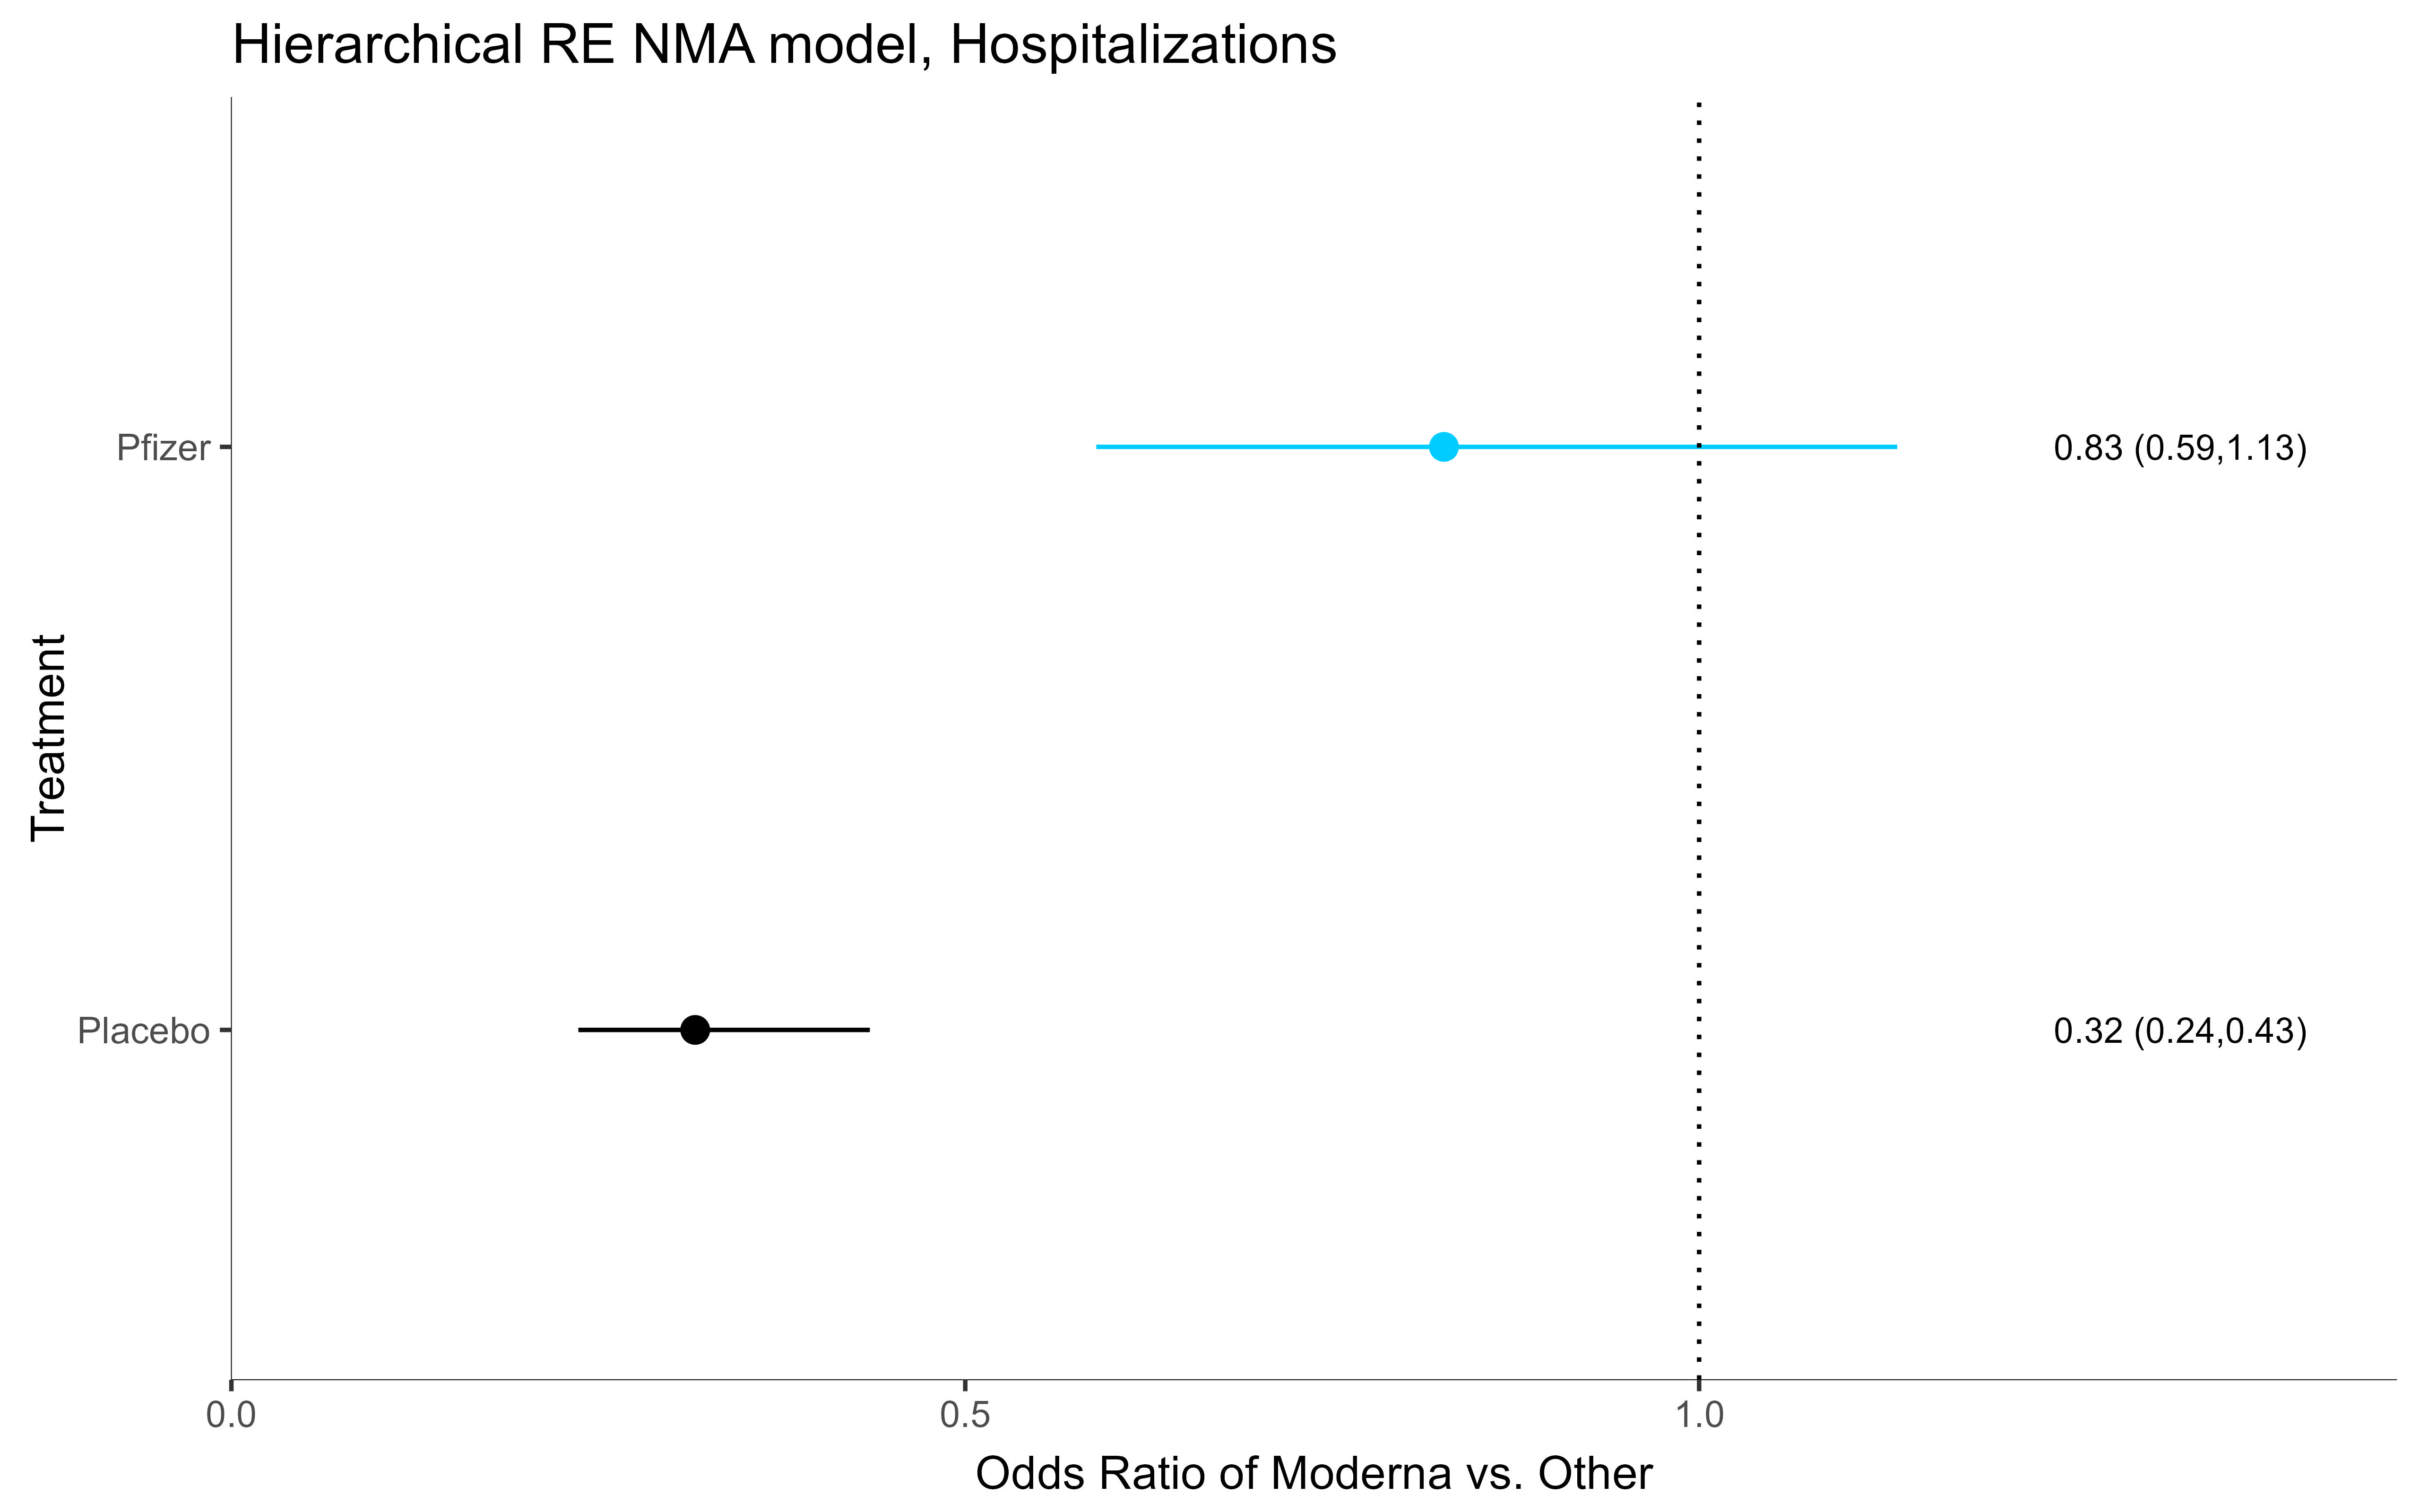 Hierarchical RE NMA model, Hospitalizations
Treatment
Pfizer
0.83 (0.59,1.13)
Placebo
0.32 (0.24,0.43)
0.0
0.5
1.0
Odds Ratio of Moderna vs. Other